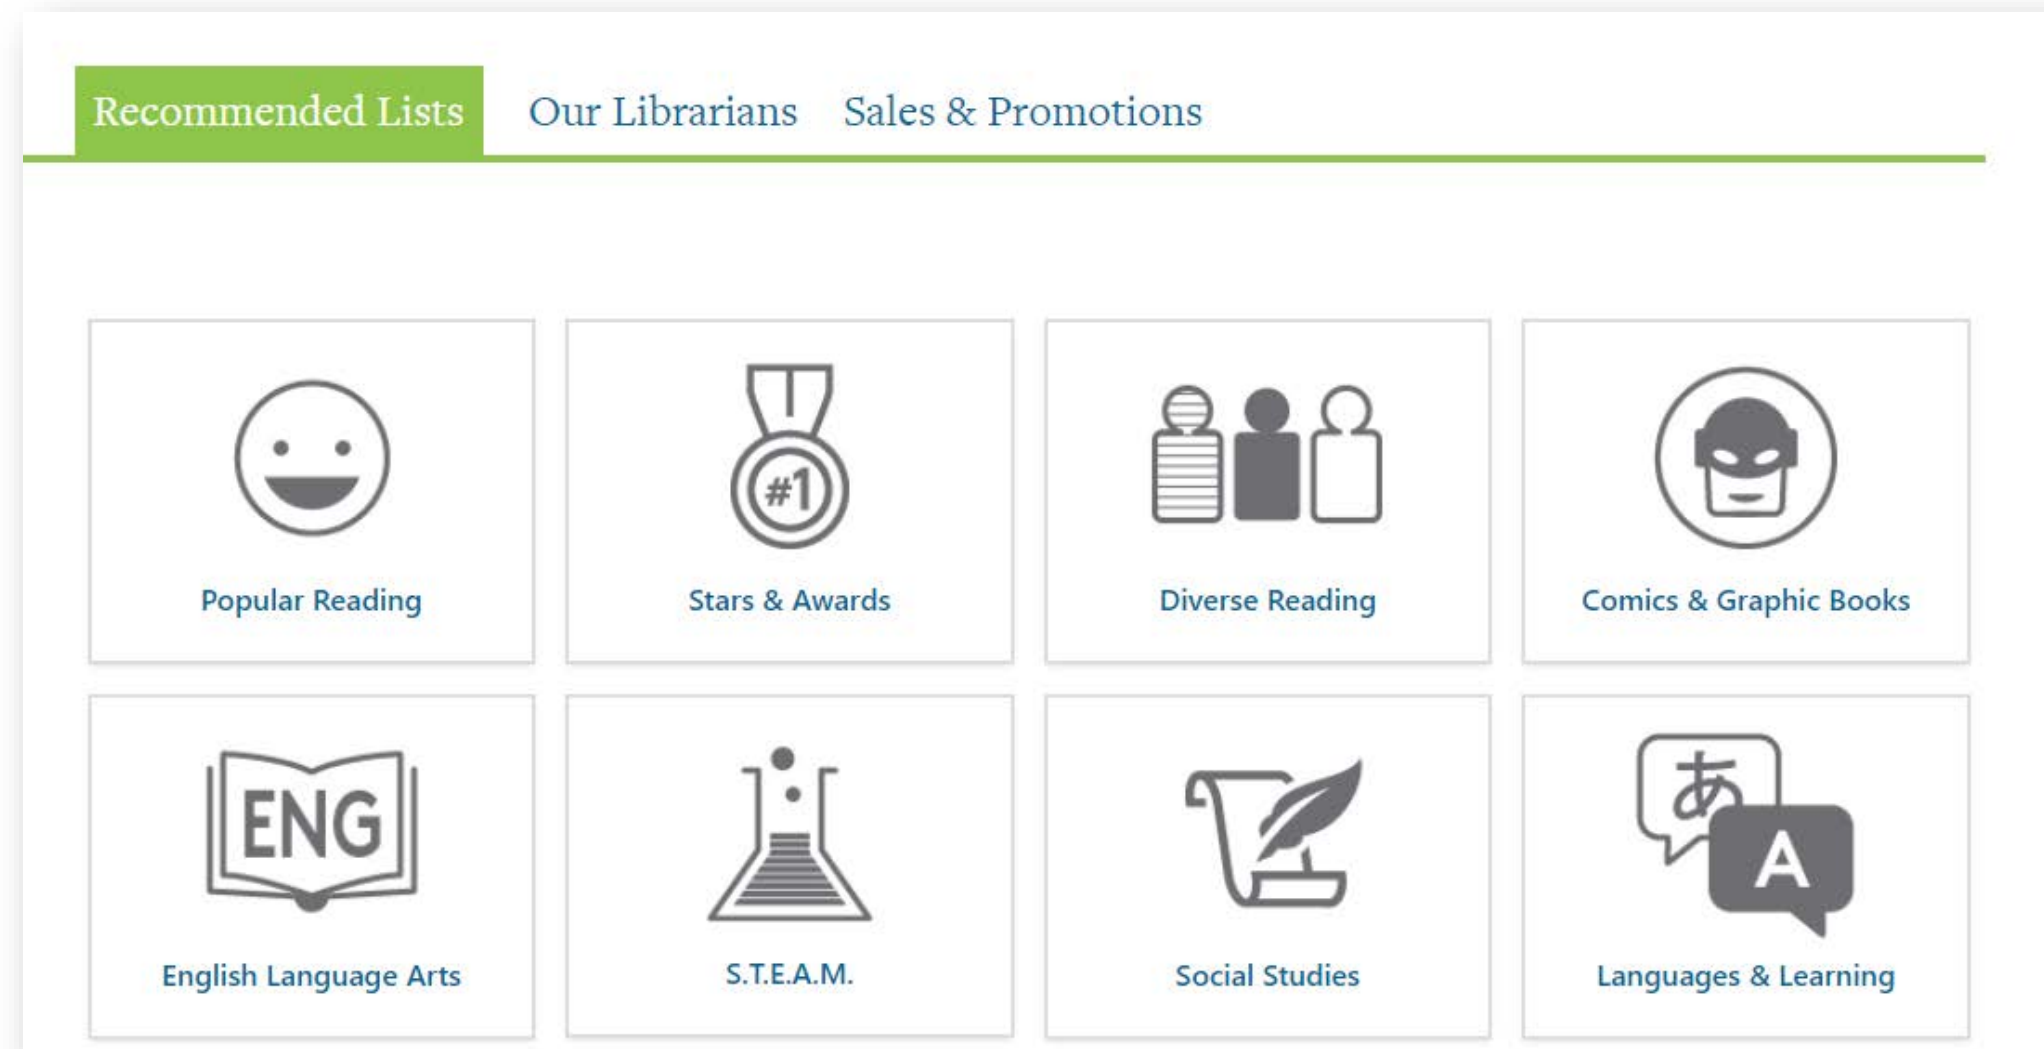 Recommended Lists Our Librarians Sales & Promotions
#1
Popular Reading Stars & Awards Diverse Reading Comics & Graphic Books
ENG あ A
English Language Arts S.T.E.A.M. Social Studies Languages & Learning